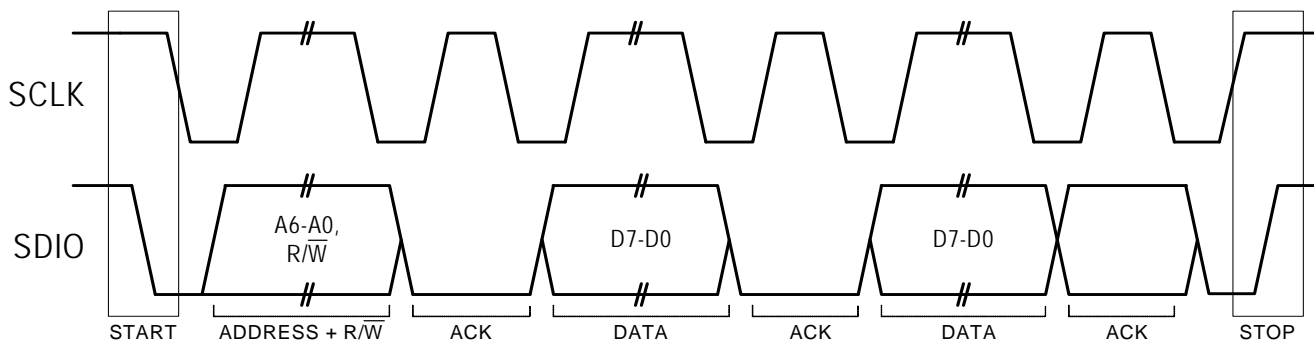 SCLK
SDIO
A6-A0,
R/W̅
D7-D0
D7-D0
START
ADDRESS + R/W̅
ACK
DATA
ACK
DATA
ACK
STOP